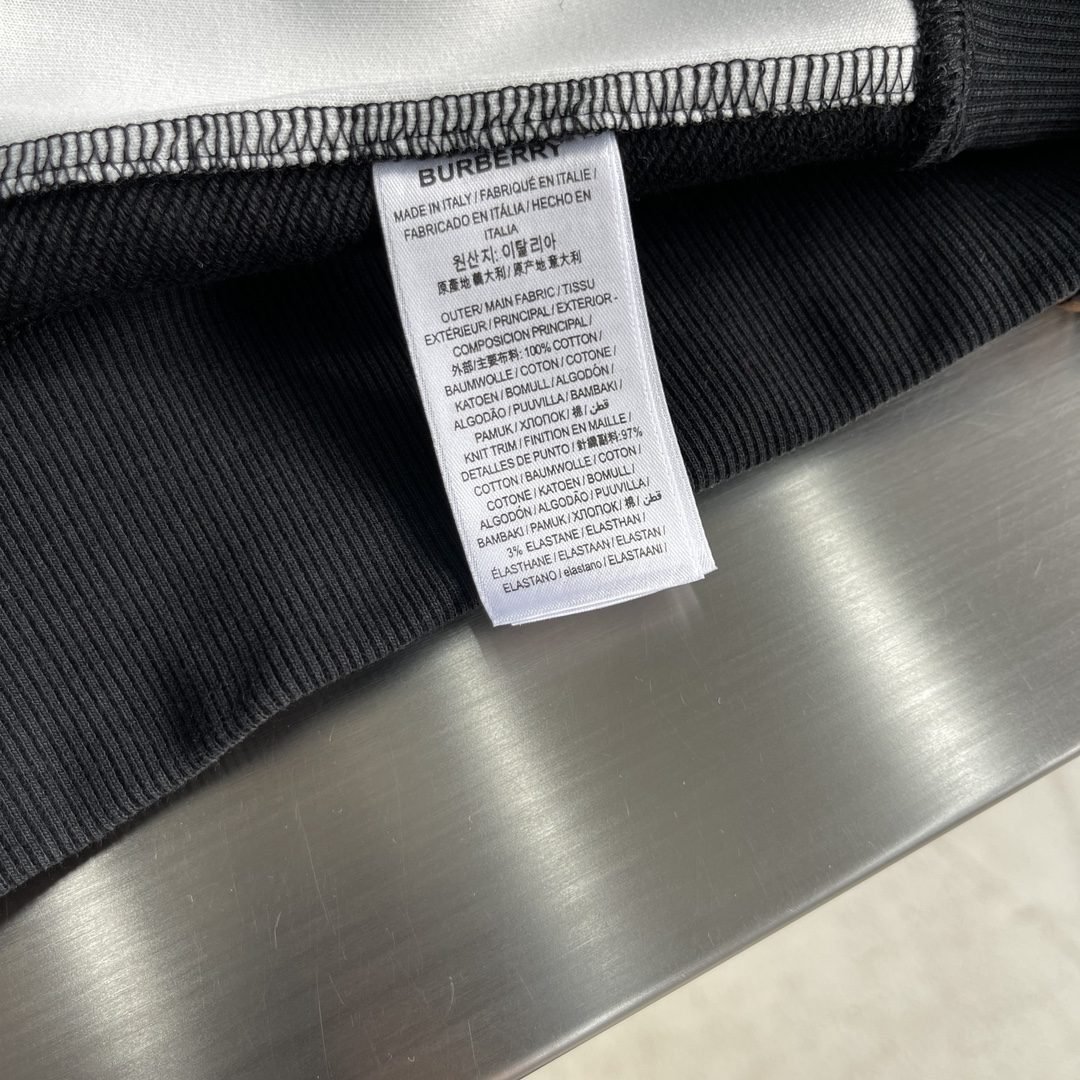 BURBERRY
MADE IN ITALY / FABRIQUÉ EN ITALIE /
FABRICADO EN ITÁLIA / HECHO EN
ITALIA
원산지: 이탈리아
原產地 義大利 / 原产地 意大利
OUTER / MAIN FABRIC / TISSU
EXTÉRIEUR / PRINCIPAL / EXTERIOR -
COMPOSICION PRINCIPAL /
外部/主要布料: 100% COTTON /
BAUMWOLLE / COTON / COTONE /
KATOEN / BOMULL / ALGODÓN /
ALGODÃO / PUUVILLA / BAMBAKI /
PAMUK / ХЛОПОК / 棉 / قطن /
KNIT TRIM / FINITION EN MAILLE /
DETALLES DE PUNTO / 針織副料: 97%
COTTON / BAUMWOLLE / COTON /
COTONE / KATOEN / BOMULL /
ALGODÓN / ALGODÃO / PUUVILLA /
BAMBAKI / PAMUK / ХЛОПОК / 棉 / قطن
3% ELASTANE / ELASTHAN /
ÉLASTHANE / ELASTAAN / ELASTAN /
ELASTANO / elastano / ELASTAANI /